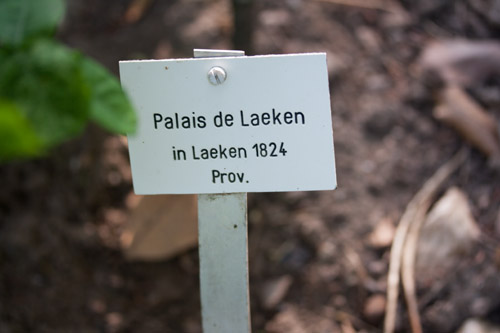 Palais de Laeken
in Laeken 1824
Prov.